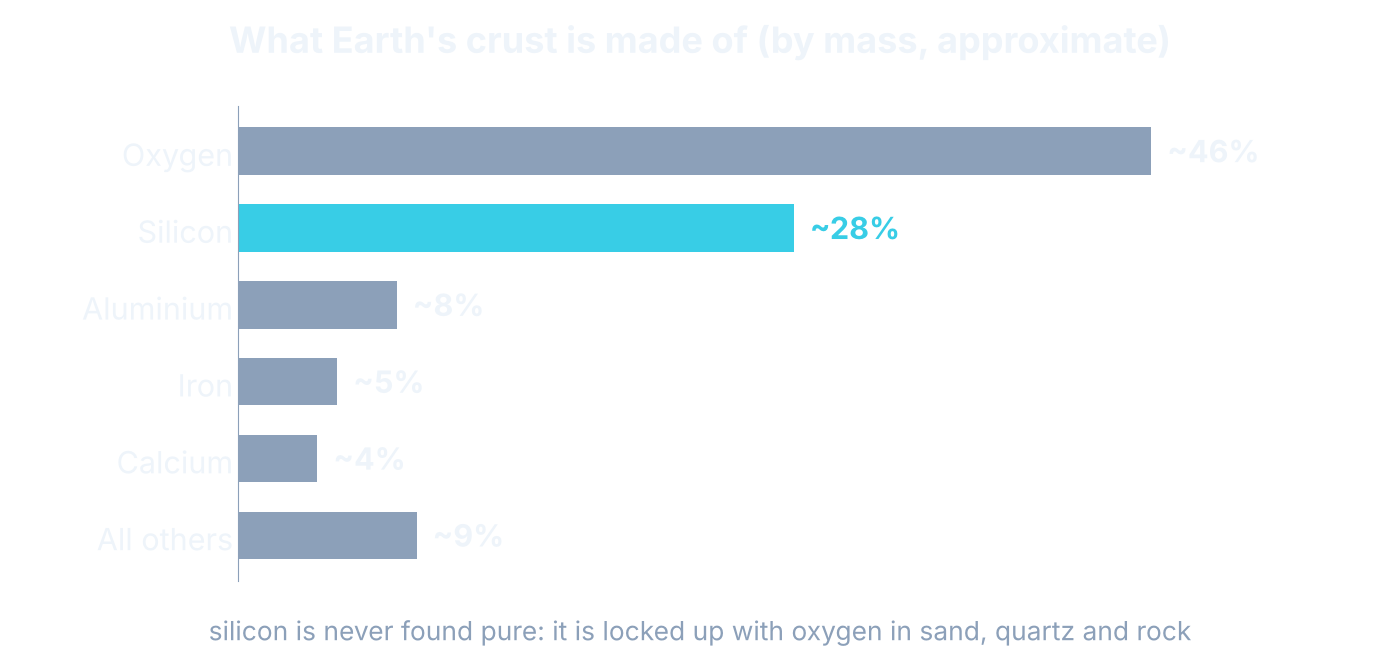 What Earth's crust is made of (by mass, approximate)
Oxygen ~46%
Silicon ~28%
Aluminium ~8%
Iron ~5%
Calcium ~4%
All others ~9%
silicon is never found pure: it is locked up with oxygen in sand, quartz and rock